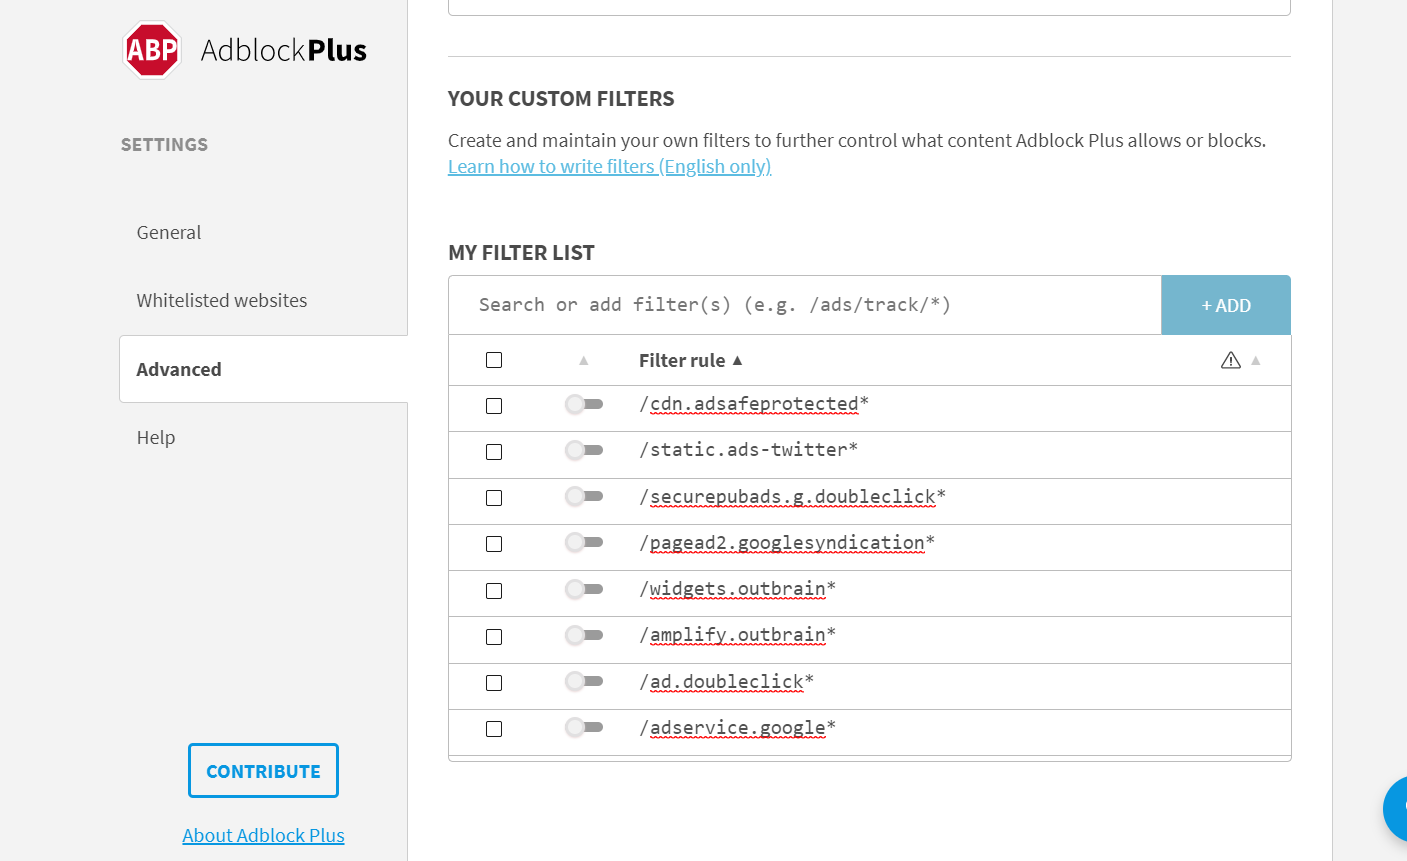 ABP AdblockPlus
SETTINGS
General
Whitelisted websites
Advanced
Help
CONTRIBUTE
About Adblock Plus
YOUR CUSTOM FILTERS
Create and maintain your own filters to further control what content Adblock Plus allows or blocks.
Learn how to write filters (English only)
MY FILTER LIST
Search or add filter(s) (e.g. /ads/track/*)
+ ADD
Filter rule
/cdn.adsafeprotected*
/static.ads-twitter*
/securepubads.g.doubleclick*
/pagead2.googlesyndication*
/widgets.outbrain*
/amplify.outbrain*
/ad.doubleclick*
/adservice.google*